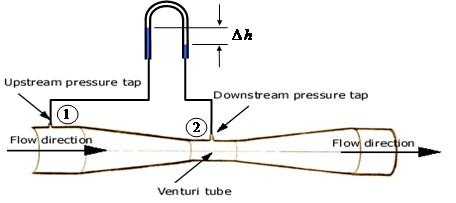 Δh
Upstream pressure tap
Downstream pressure tap
1
2
Flow direction
Flow direction
Venturi tube